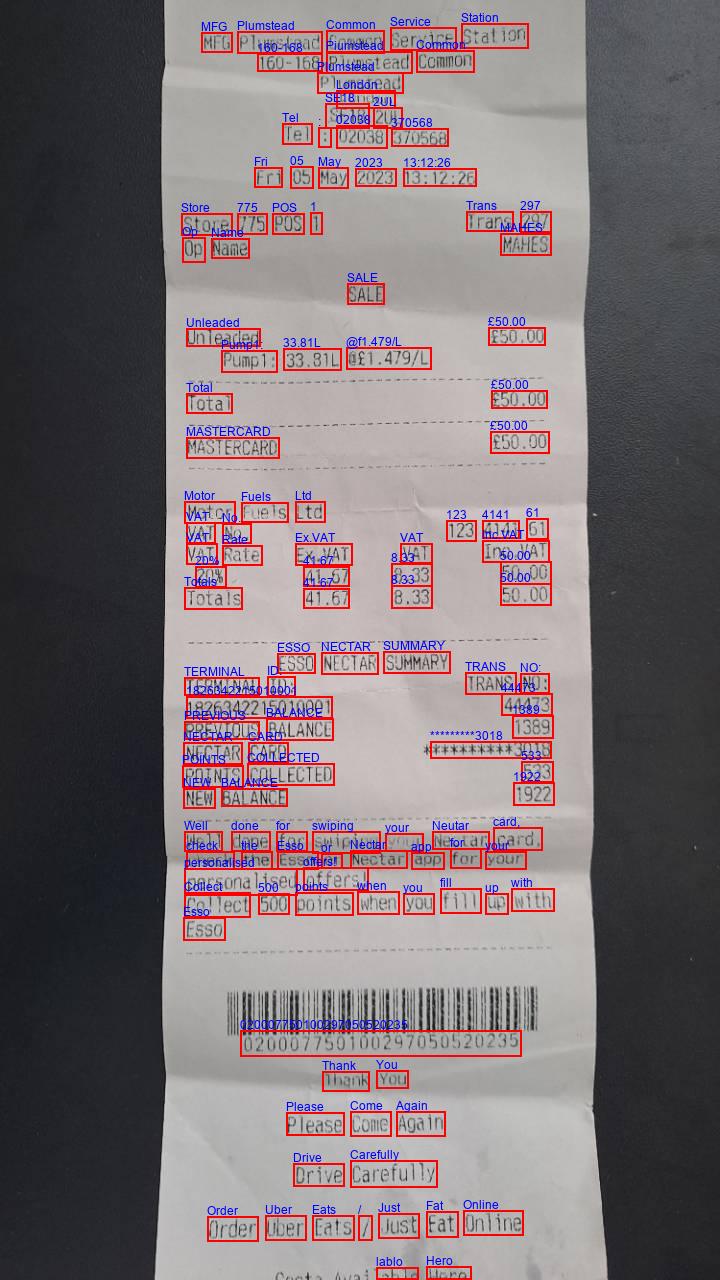 MFG Plumstead Common Service Station
160-168 Plumstead Common
Plumstead
London
SE18 2UL
Tel : 02038 370568
Fri 05 May 2023 13:12:26
Store 775 POS 1 Trans 297
Op Name MAHES
SALE
Unleaded £50.00
Pump1: 33.81L @£1.479/L
Total £50.00
MASTERCARD £50.00
Motor Fuels Ltd
VAT No. 123 4141 61
VAT Rate Ex.VAT VAT Inc.VAT
20% 41.67 8.33 50.00
Totals 41.67 8.33 50.00
ESSO NECTAR SUMMARY
TERMINAL ID: TRANS NO:
1826342215010001 44473
PREVIOUS BALANCE 1389
NECTAR CARD **********3018
POINTS COLLECTED 533
NEW BALANCE 1922
Well done for swiping your Nectar card,
check the Esso or Nectar app for your
personalised offers!
Collect 500 points when you fill up with
Esso
020007750100297050520235
Thank You
Please Come Again
Drive Carefully
Order Uber Eats / Just Eat Online
Costa Available Here